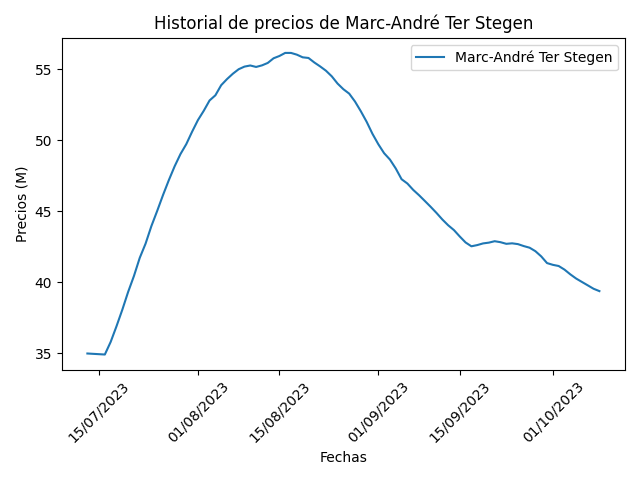 Historial de precios de Marc-André Ter Stegen
Marc-André Ter Stegen
Precios (M)
55
50
45
40
35
15/07/2023
01/08/2023
15/08/2023
01/09/2023
15/09/2023
01/10/2023
Fechas